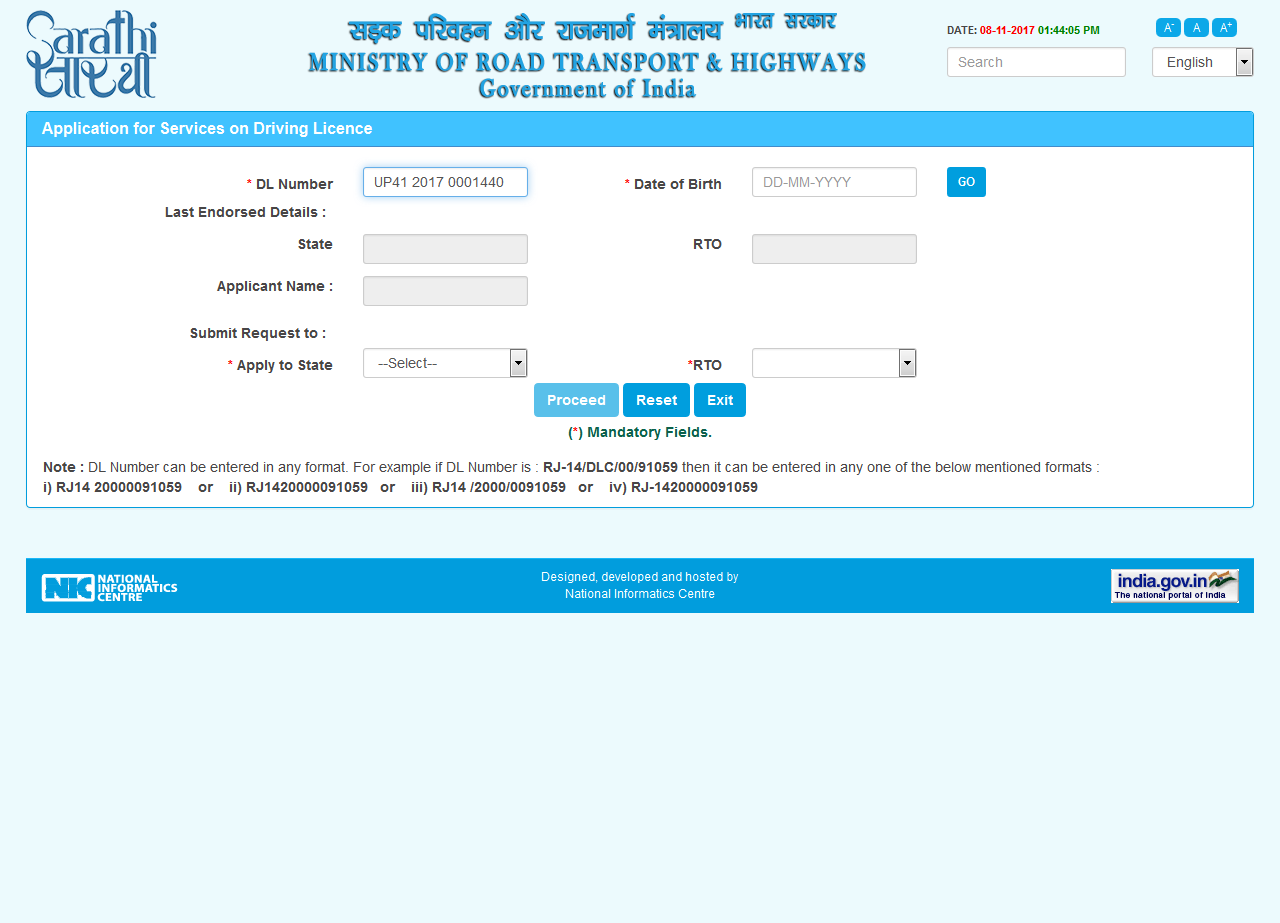 Sarathi
सारथी
सड़क परिवहन और राजमार्ग मंत्रालय भारत सरकार
MINISTRY OF ROAD TRANSPORT & HIGHWAYS
Government of India
DATE: 08-11-2017 01:44:05 PM
A- A A+
Search
English
Application for Services on Driving Licence
* DL Number UP41 2017 0001440 * Date of Birth DD-MM-YYYY GO
Last Endorsed Details :
State RTO
Applicant Name :
Submit Request to :
* Apply to State --Select-- *RTO
Proceed Reset Exit
(*) Mandatory Fields.
Note : DL Number can be entered in any format. For example if DL Number is : RJ-14/DLC/00/91059 then it can be entered in any one of the below mentioned formats :
i) RJ14 20000091059 or ii) RJ1420000091059 or iii) RJ14 /2000/0091059 or iv) RJ-1420000091059
NIC NATIONAL
INFORMATICS
CENTRE
Designed, developed and hosted by
National Informatics Centre
india.gov.in
The national portal of India